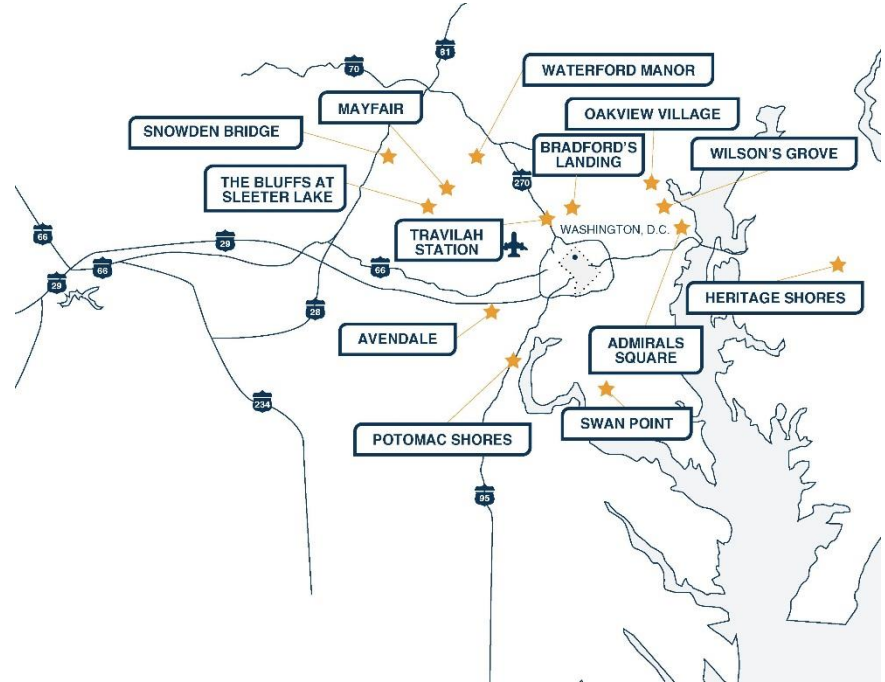 81
70
WATERFORD MANOR
MAYFAIR
OAKVIEW VILLAGE
SNOWDEN BRIDGE
BRADFORD'S
LANDING
WILSON'S GROVE
THE BLUFFS AT
SLEETER LAKE
270
TRAVILAH
STATION
WASHINGTON, D.C.
66
29
66
66
29
HERITAGE SHORES
28
AVENDALE
ADMIRALS
SQUARE
234
SWAN POINT
POTOMAC SHORES
95